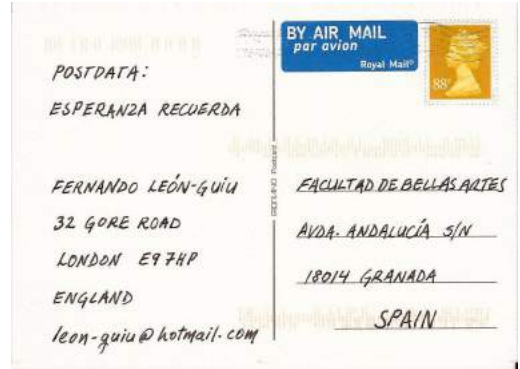 POSTDATA:
ESPERANZA RECUERDA
FERNANDO LEÓN-GUIU
32 GORE ROAD
LONDON E9 7HP
ENGLAND
leon-guiu@hotmail.com
BY AIR MAIL
par avion
Royal Mail®
88ᵖ
FACULTAD DE BELLAS ARTES
AVDA. ANDALUCÍA S/N
18014 GRANADA
SPAIN